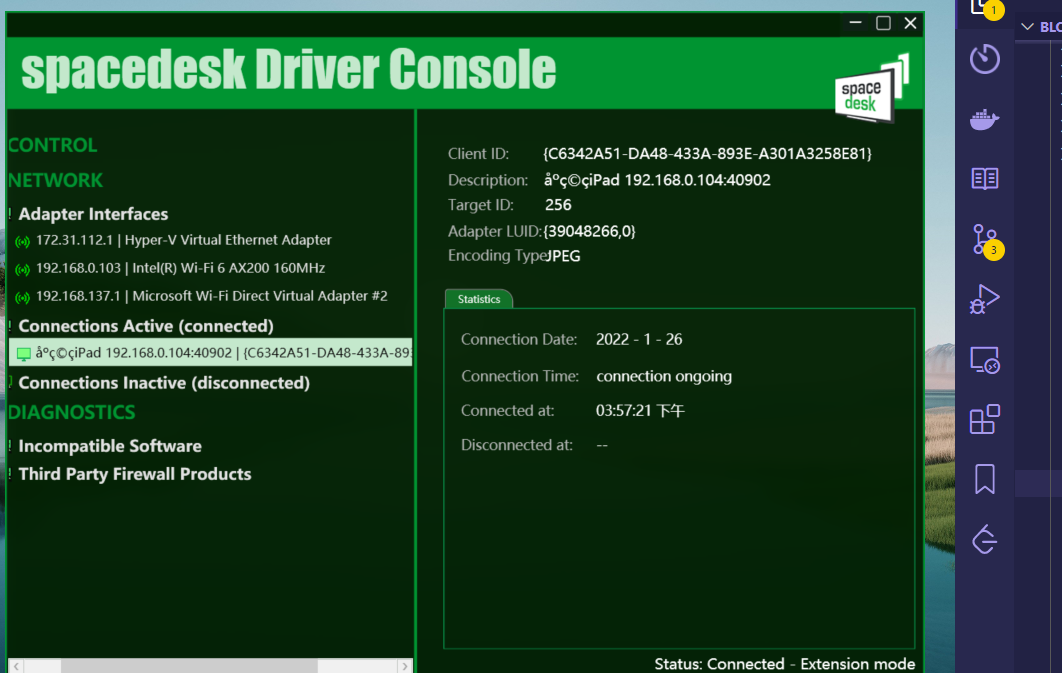 spacedesk Driver Console
space
desk
CONTROL
NETWORK
Adapter Interfaces
172.31.112.1 | Hyper-V Virtual Ethernet Adapter
192.168.0.103 | Intel(R) Wi-Fi 6 AX200 160MHz
192.168.137.1 | Microsoft Wi-Fi Direct Virtual Adapter #2
Connections Active (connected)
åºç©çiPad 192.168.0.104:40902 | {C6342A51-DA48-433A-893
Connections Inactive (disconnected)
DIAGNOSTICS
Incompatible Software
Third Party Firewall Products
Client ID: {C6342A51-DA48-433A-893E-A301A3258E81}
Description: åºç©çiPad 192.168.0.104:40902
Target ID: 256
Adapter LUID: {39048266,0}
Encoding Type JPEG
Statistics
Connection Date: 2022 - 1 - 26
Connection Time: connection ongoing
Connected at: 03:57:21 下午
Disconnected at: --
Status: Connected - Extension mode
1
3
BLO